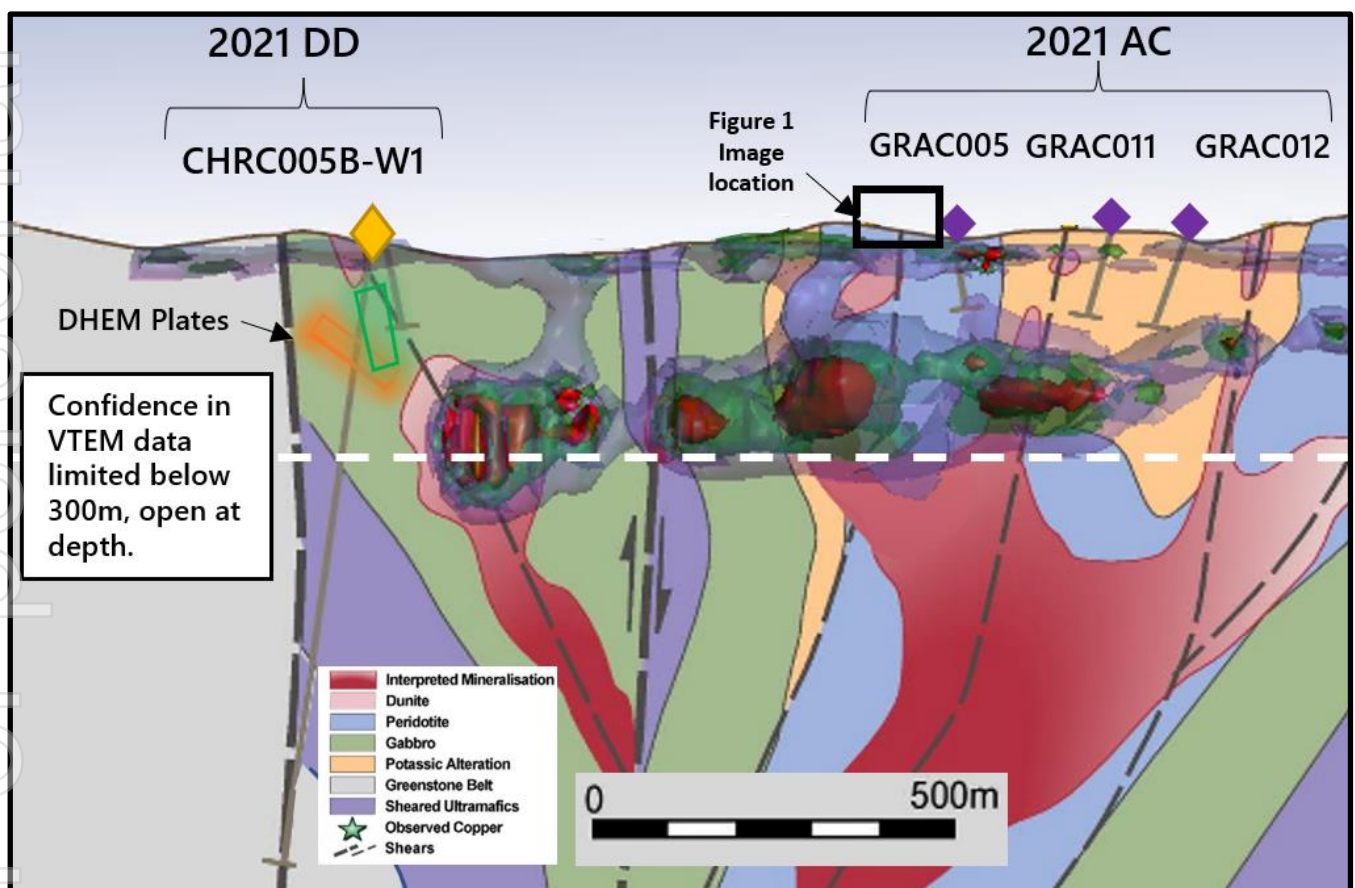 2021 DD
2021 AC
CHRC005B-W1
Figure 1
Image
location
GRAC005
GRAC011
GRAC012
DHEM Plates
Confidence in
VTEM data
limited below
300m, open at
depth.
Interpreted Mineralisation
Dunite
Peridotite
Gabbro
Potassic Alteration
Greenstone Belt
Sheared Ultramafics
Observed Copper
Shears
0
500m